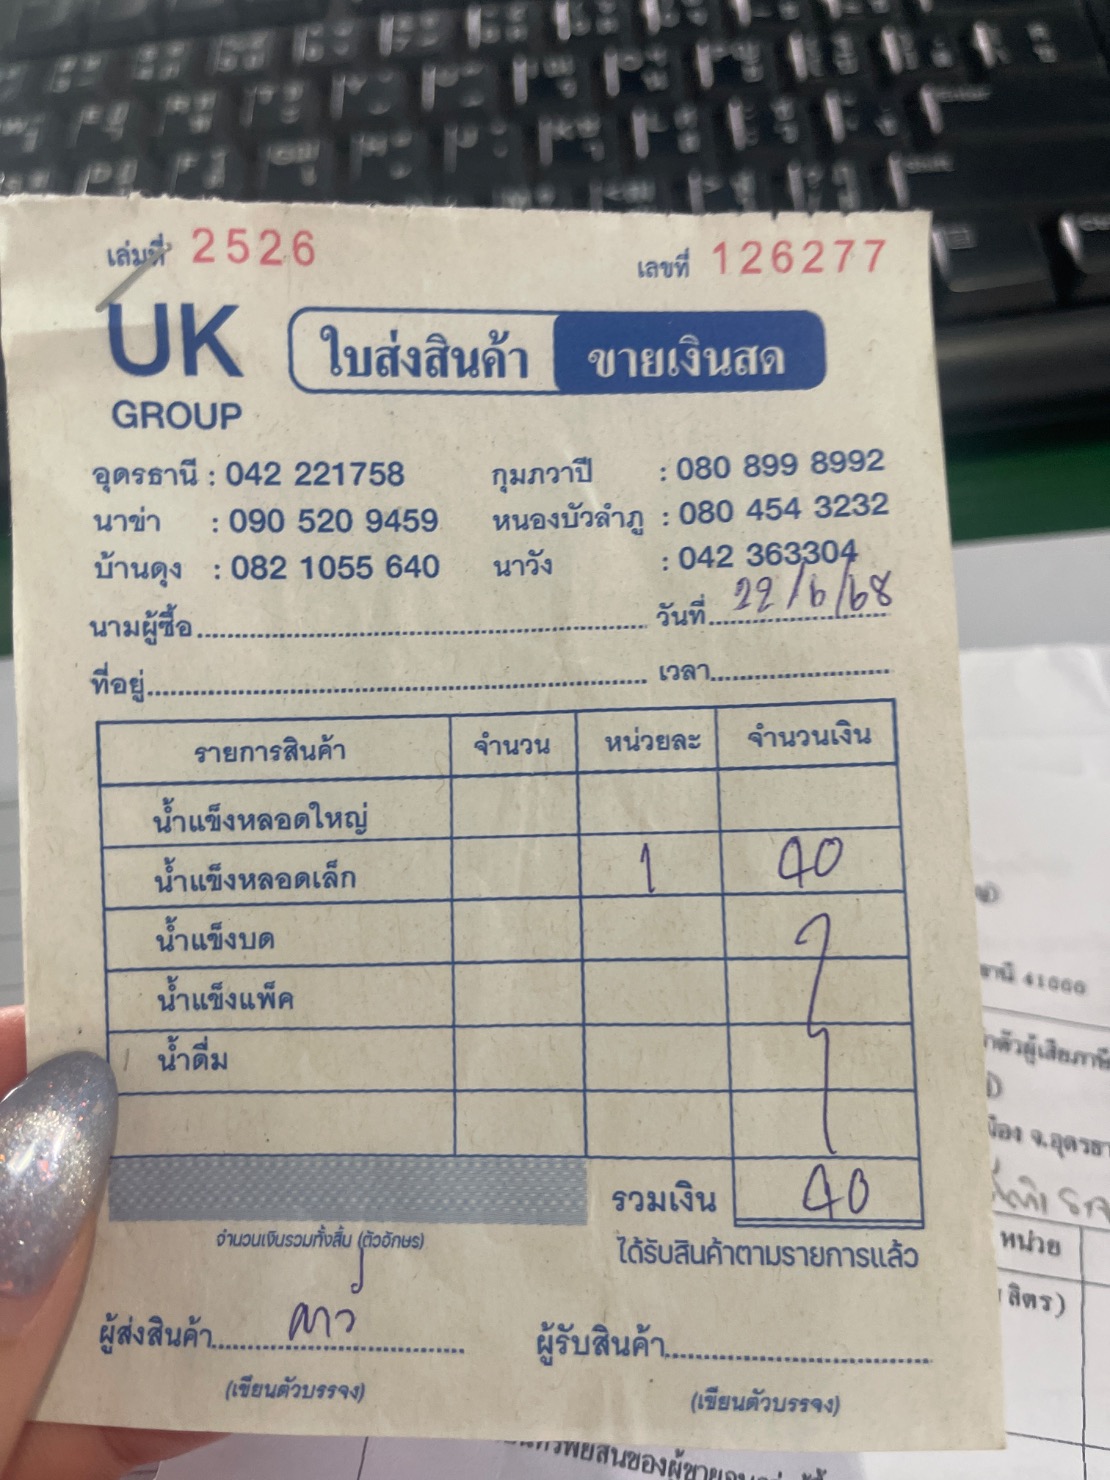 เล่มที่ 2526 เลขที่ 126277
UK
GROUP
ใบส่งสินค้า ขายเงินสด
อุดรธานี : 042 221758 กุมภวาปี : 080 899 8992
นาข่า : 090 520 9459 หนองบัวลำภู : 080 454 3232
บ้านดุง : 082 1055 640 นาวัง : 042 363304
นามผู้ซื้อ วันที่ 22/6/68
ที่อยู่ เวลา
รายการสินค้า จำนวน หน่วยละ จำนวนเงิน
น้ำแข็งหลอดใหญ่
น้ำแข็งหลอดเล็ก 1 40
น้ำแข็งบด
น้ำแข็งแพ็ค
น้ำดื่ม
รวมเงิน 40
จำนวนเงินรวมทั้งสิ้น (ตัวอักษร)
ได้รับสินค้าตามรายการแล้ว
ผู้ส่งสินค้า ผู้รับสินค้า
(เขียนตัวบรรจง) (เขียนตัวบรรจง)
41000
หน่วย
ลิตร)